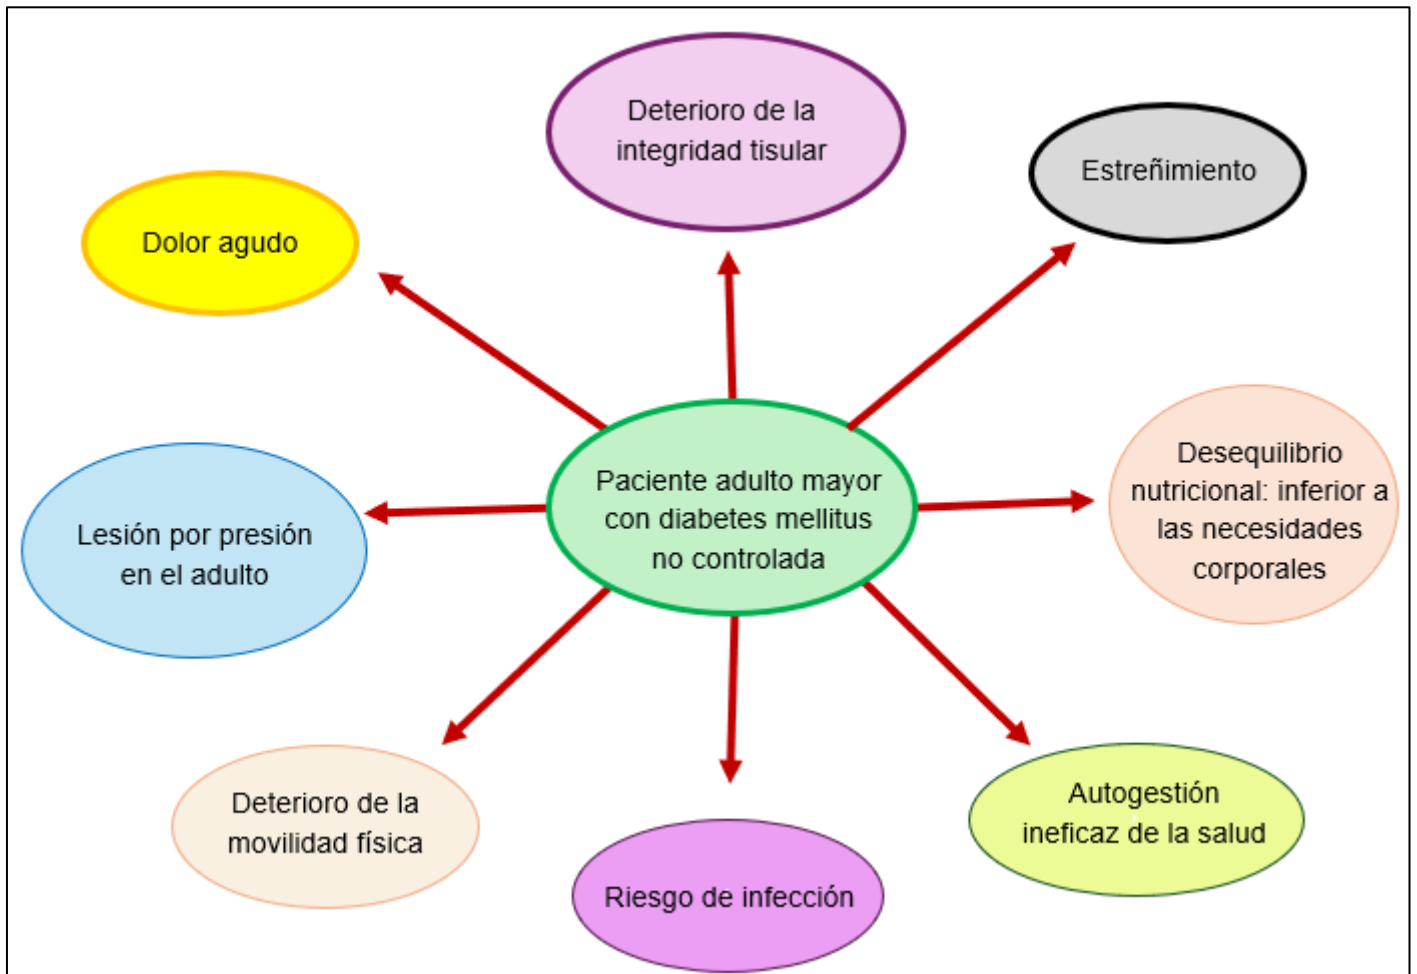 Deterioro de la
integridad tisular
Estreñimiento
Dolor agudo
Desequilibrio
nutricional: inferior a
las necesidades
corporales
Paciente adulto mayor
con diabetes mellitus
no controlada
Lesión por presión
en el adulto
Deterioro de la
movilidad física
Autogestión
ineficaz de la salud
Riesgo de infección